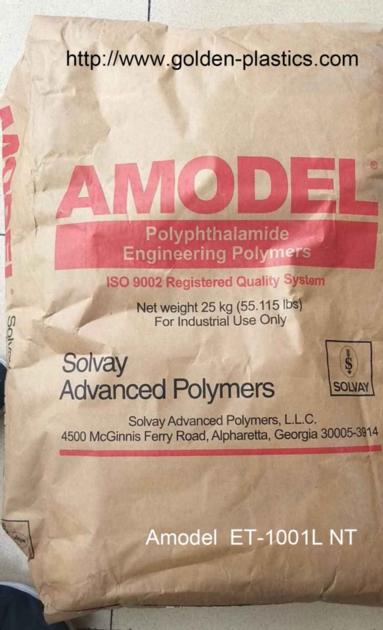 http://www.golden-plastics.com
AMODEL®
Polyphthalamide
Engineering Polymers
ISO 9002 Registered Quality System
Net weight 25 kg (55.115 lbs)
For Industrial Use Only
Solvay
Advanced Polymers
SOLVAY
Solvay Advanced Polymers, L.L.C.
4500 McGinnis Ferry Road, Alpharetta, Georgia 30005-3914
Amodel ET-1001L NT